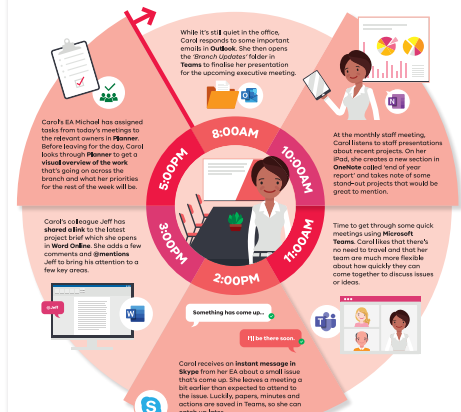 While it's still quiet in the office,
Carol responds to some important
emails in Outlook. She then opens
the 'Branch Updates' folder in
Teams to finalise her presentation
for the upcoming executive meeting.
8:00AM
At the monthly staff meeting,
Carol listens to staff presentations
about recent projects. On her
iPad, she creates a new section in
OneNote called 'end of year
report' and takes note of some
stand-out projects that would be
great to mention.
10:00AM
Time to get through some quick
meetings using Microsoft
Teams. Carol likes that there's
no need to travel and that her
team are much more flexible
about how quickly they can
come together to discuss issues
or ideas.
11:00AM
2:00PM
Something has come up...
I'll be there soon.
Carol receives an instant message in
Skype from her EA about a small issue
that's come up. She leaves a meeting a
bit earlier than expected to attend to
the issue. Luckily, papers, minutes and
actions are saved in Teams, so she can
catch up later.
3:00PM
Carol's colleague Jeff has
shared a link to the latest
project brief which she opens
in Word Online. She adds a few
comments and @mentions
Jeff to bring his attention to a
few key areas.
@Jeff
5:00PM
Carol's EA Michael has assigned
tasks from today's meetings to
the relevant owners in Planner.
Before leaving for the day, Carol
looks through Planner to get a
visual overview of the work
that's going on across the
branch and what her priorities
for the rest of the week will be.